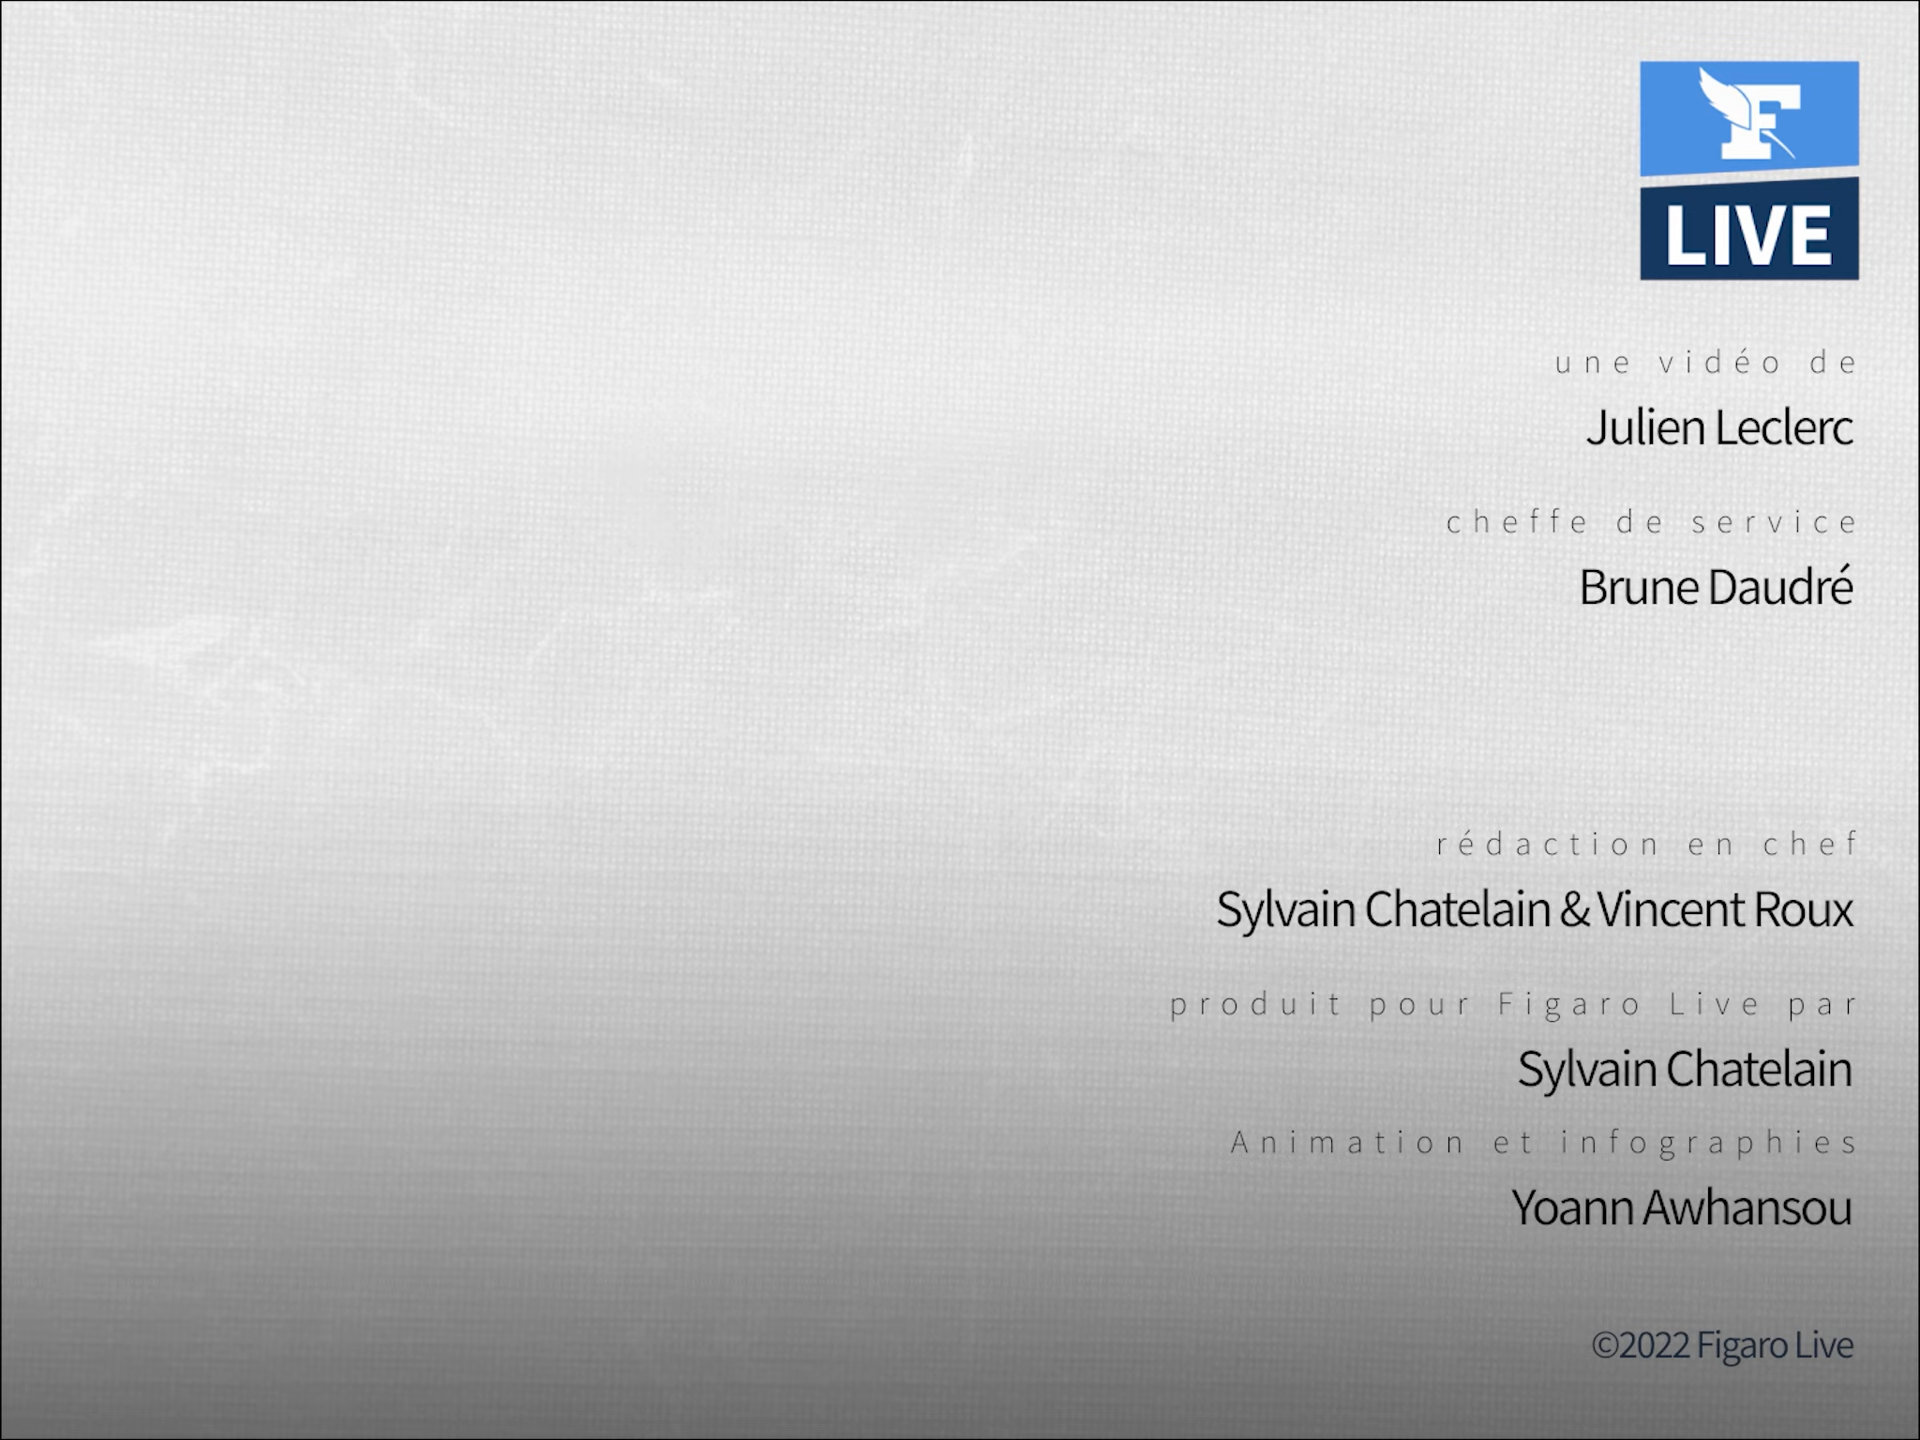 F
LIVE
une vidéo de
Julien Leclerc
cheffe de service
Brune Daudré
rédaction en chef
Sylvain Chatelain & Vincent Roux
produit pour Figaro Live par
Sylvain Chatelain
Animation et infographies
Yoann Awhansou
©2022 Figaro Live